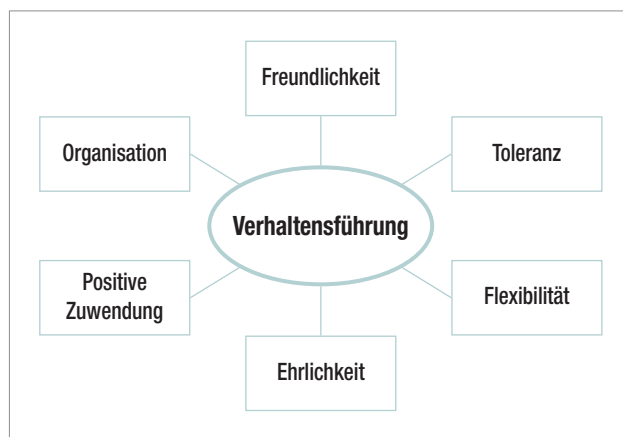 Freundlichkeit
Organisation
Toleranz
Verhaltensführung
Positive
Zuwendung
Flexibilität
Ehrlichkeit